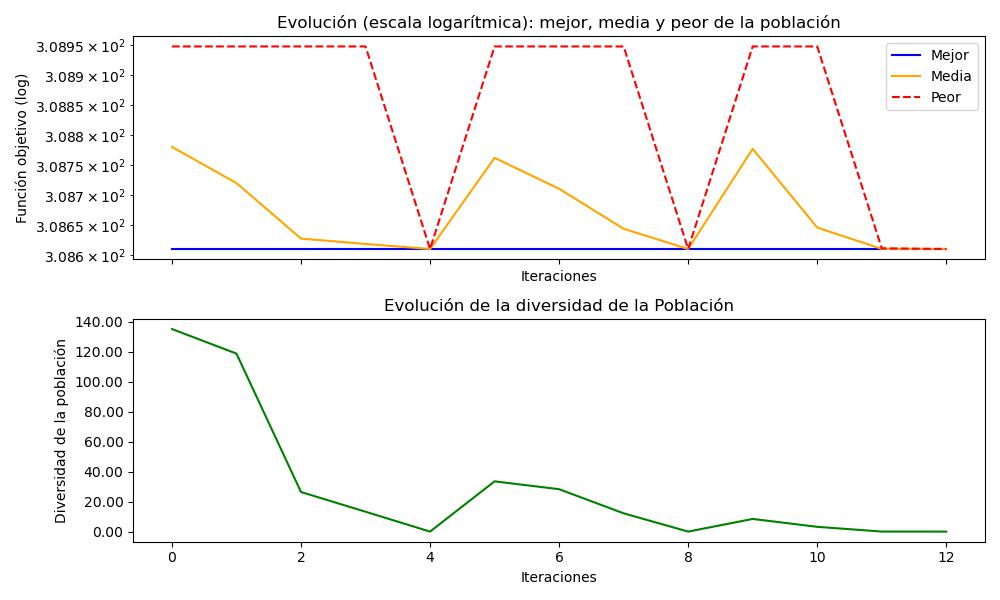 Evolución (escala logarítmica): mejor, media y peor de la población
Función objetivo (log)
3.0895 × 10²
3.089 × 10²
3.0885 × 10²
3.088 × 10²
3.0875 × 10²
3.087 × 10²
3.0865 × 10²
3.086 × 10²
Mejor
Media
Peor
Iteraciones
Evolución de la diversidad de la Población
Diversidad de la población
140.00
120.00
100.00
80.00
60.00
40.00
20.00
0.00
0 2 4 6 8 10 12
Iteraciones